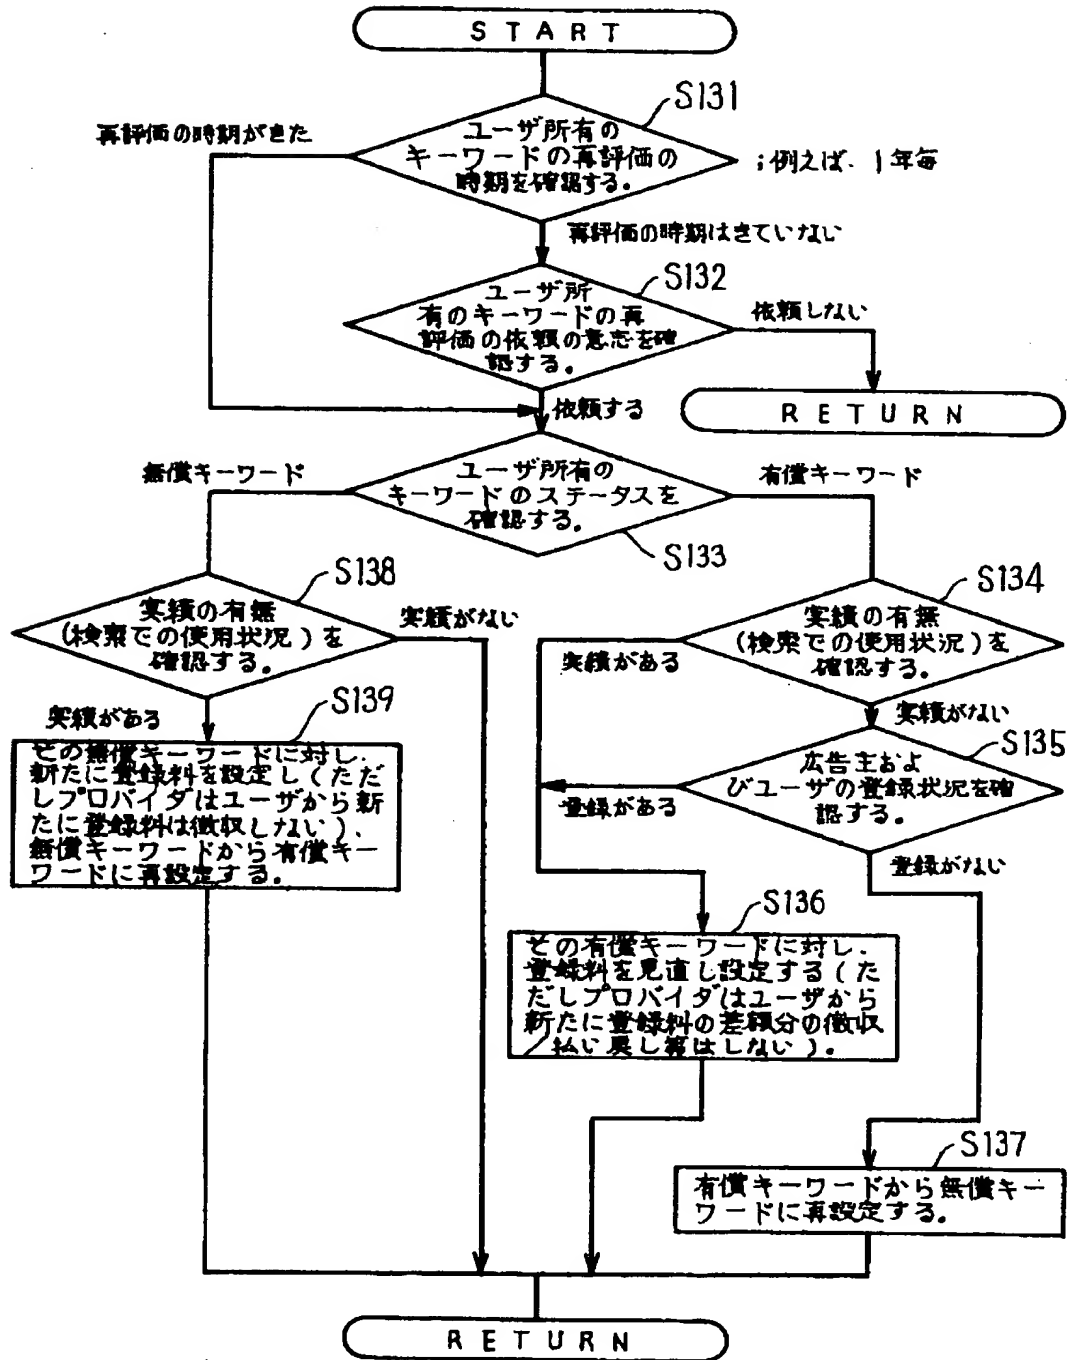 START
S131
再評価の時期がきた
ユーザ所有の
キーワードの再評価の
時期を確認する.
;例えば、1年毎
再評価の時期はきていない
S132
ユーザ所
有のキーワードの再
評価の依頼の意志を確
認する.
依頼しない
依頼する
RETURN
無償キーワード
ユーザ所有の
キーワードのステータスを
確認する.
有償キーワード
S133
S138
実績の有無
(検索での使用状況)を
確認する.
実績がない
S134
実績の有無
(検索での使用状況)を
確認する.
実績がある
実績がない
実績がある
S139
その無償キーワードに対し、
新たに登録料を設定し(ただ
しプロバイダはユーザから新
たに登録料は徴収しない)、
無償キーワードから有償キー
ワードに再設定する.
S135
広告主およ
びユーザの登録状況を確
認する.
登録がある
登録がない
S136
その有償キーワードに対し、
登録料を見直し設定する(た
だしプロバイダはユーザから
新たに登録料の差額分の徴収
/払い戻し等はしない).
S137
有償キーワードから無償キー
ワードに再設定する.
RETURN